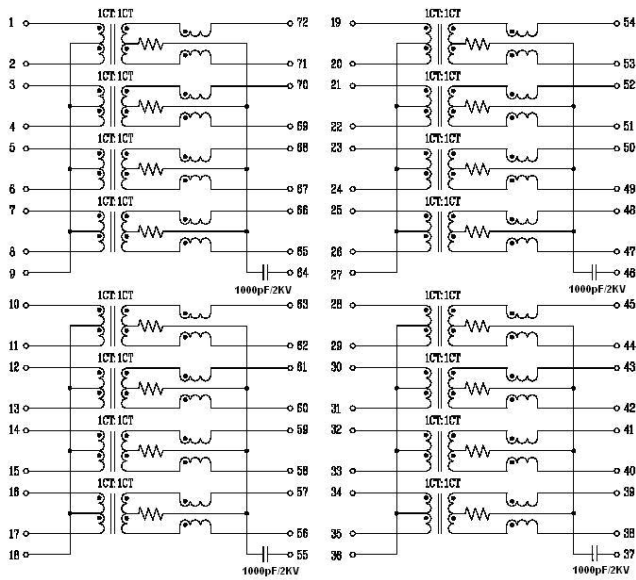 1CT:1CT 1CT:1CT
1 72 19 54
2 71 20 53
1CT:1CT 1CT:1CT
3 70 21 52
4 69 22 51
1CT:1CT 1CT:1CT
5 68 23 50
6 67 24 49
1CT:1CT 1CT:1CT
7 66 25 48
8 65 26 47
9 64 27 46
1000pF/2KV 1000pF/2KV
1CT:1CT 1CT:1CT
10 63 28 45
11 62 29 44
1CT:1CT 1CT:1CT
12 61 30 43
13 60 31 42
1CT:1CT 1CT:1CT
14 59 32 41
15 58 33 40
1CT:1CT 1CT:1CT
16 57 34 39
17 56 35 38
18 55 36 37
1000pF/2KV 1000pF/2KV